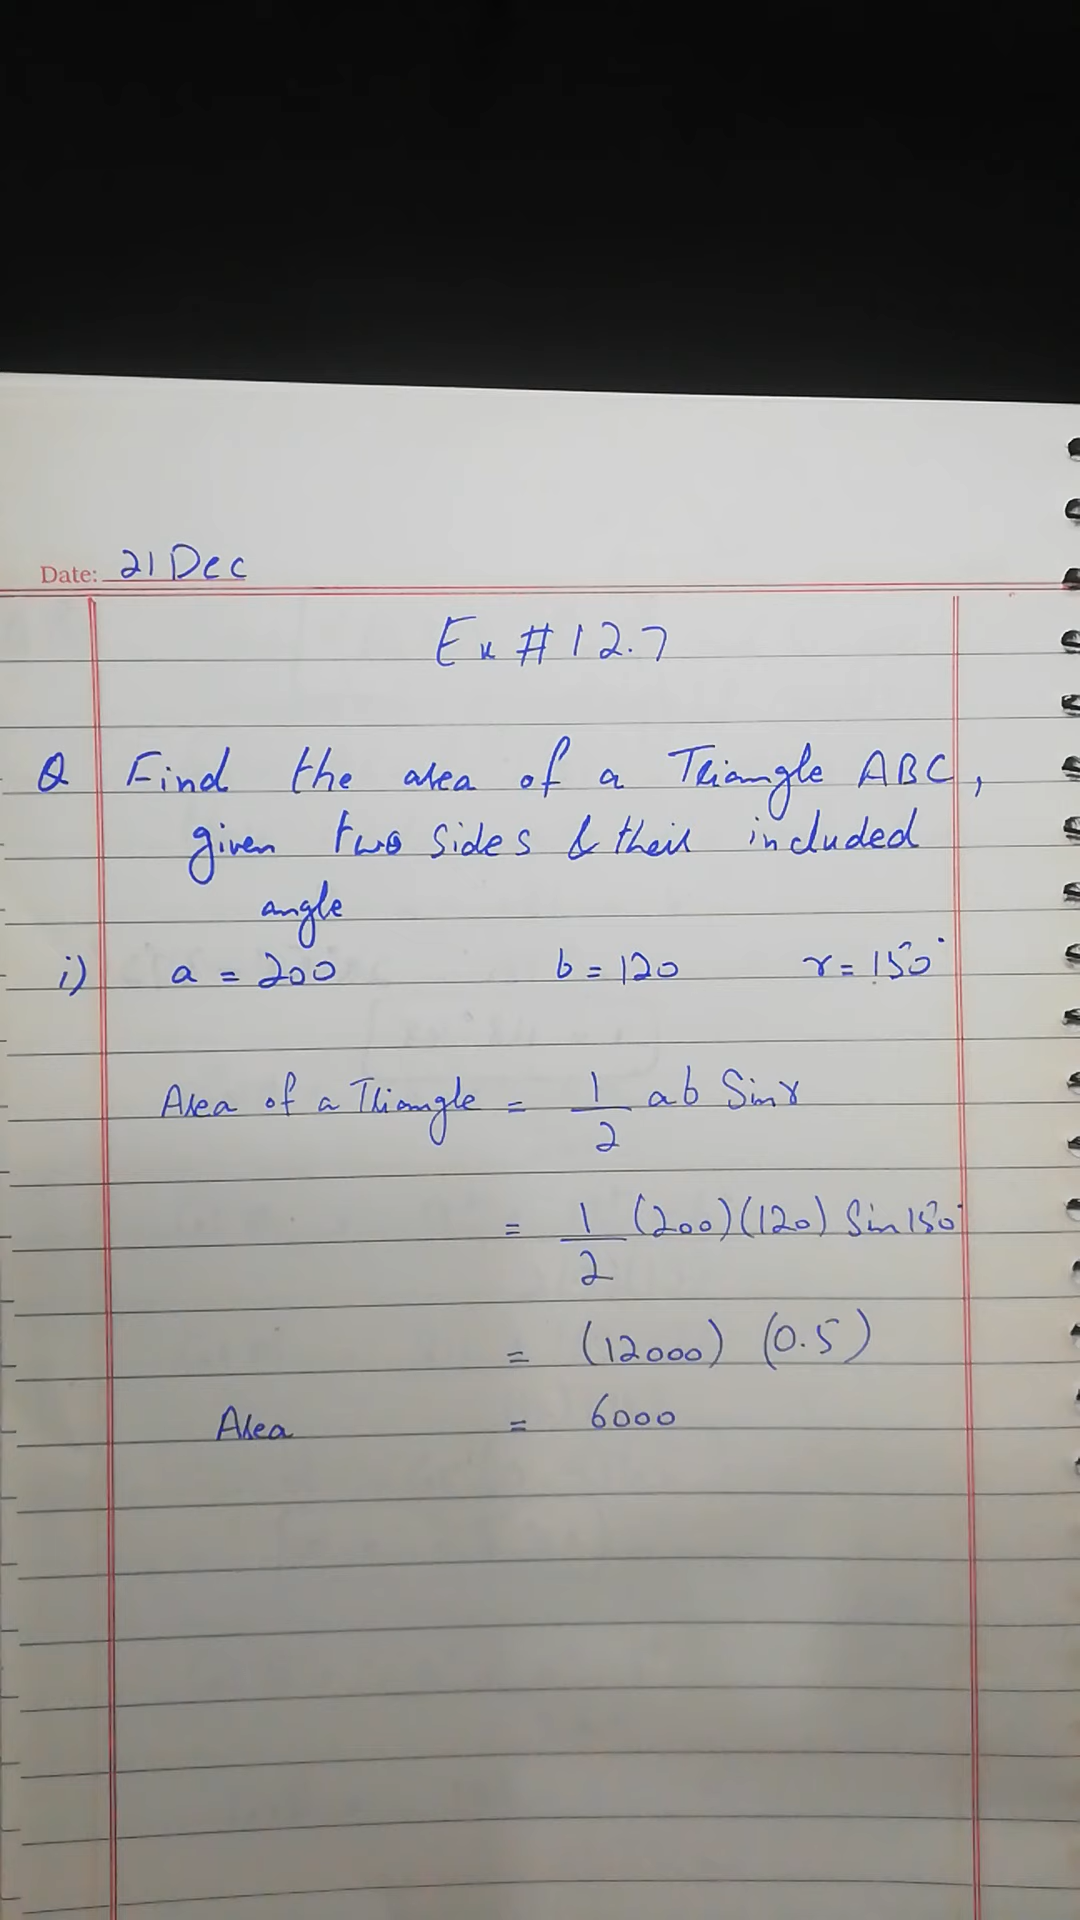 Date: 21 Dec
Ex # 12.7
Q Find the area of a Triangle ABC,
given two sides & their included
angle
i) a = 200 b = 120 γ = 150°
Area of a Triangle = 1/2 ab Sin γ
= 1/2 (200)(120) Sin 150°
= (12000) (0.5)
Area = 6000